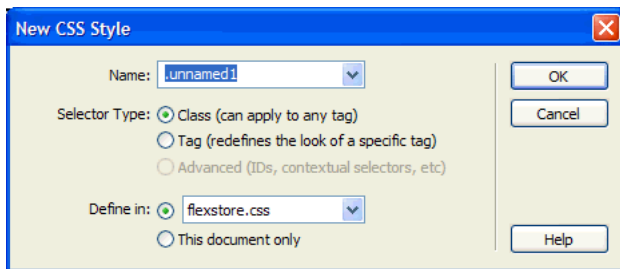 New CSS Style
Name: .unnamed1
OK
Selector Type: Class (can apply to any tag)
Cancel
Tag (redefines the look of a specific tag)
Advanced (IDs, contextual selectors, etc)
Define in: flexstore.css
This document only
Help